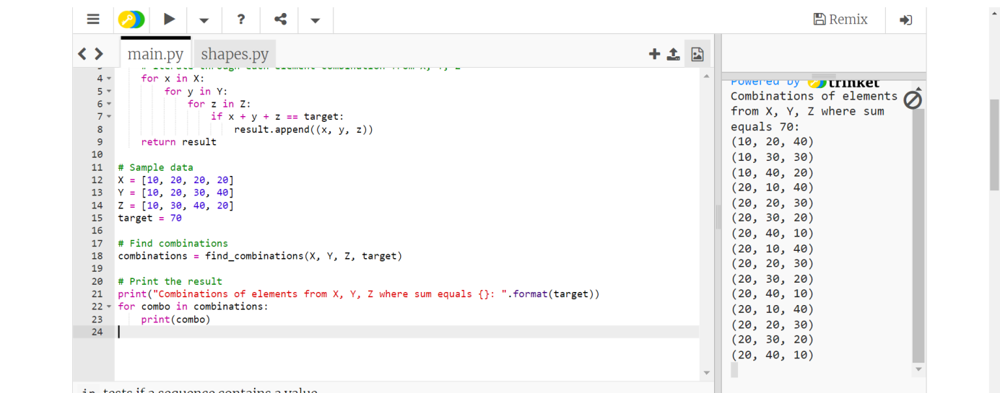 ? Remix
main.py shapes.py
# Iterate through each element combination from X, Y, Z
4 for x in X:
5 for y in Y:
6 for z in Z:
7 if x + y + z == target:
8 result.append((x, y, z))
9 return result
10
11 # Sample data
12 X = [10, 20, 20, 20]
13 Y = [10, 20, 30, 40]
14 Z = [10, 30, 40, 20]
15 target = 70
16
17 # Find combinations
18 combinations = find_combinations(X, Y, Z, target)
19
20 # Print the result
21 print("Combinations of elements from X, Y, Z where sum equals {}: ".format(target))
22 for combo in combinations:
23 print(combo)
24
in tests if a sequence contains a value
Powered by trinket
Combinations of elements
from X, Y, Z where sum
equals 70:
(10, 20, 40)
(10, 30, 30)
(10, 40, 20)
(20, 10, 40)
(20, 20, 30)
(20, 30, 20)
(20, 40, 10)
(20, 10, 40)
(20, 20, 30)
(20, 30, 20)
(20, 40, 10)
(20, 10, 40)
(20, 20, 30)
(20, 30, 20)
(20, 40, 10)